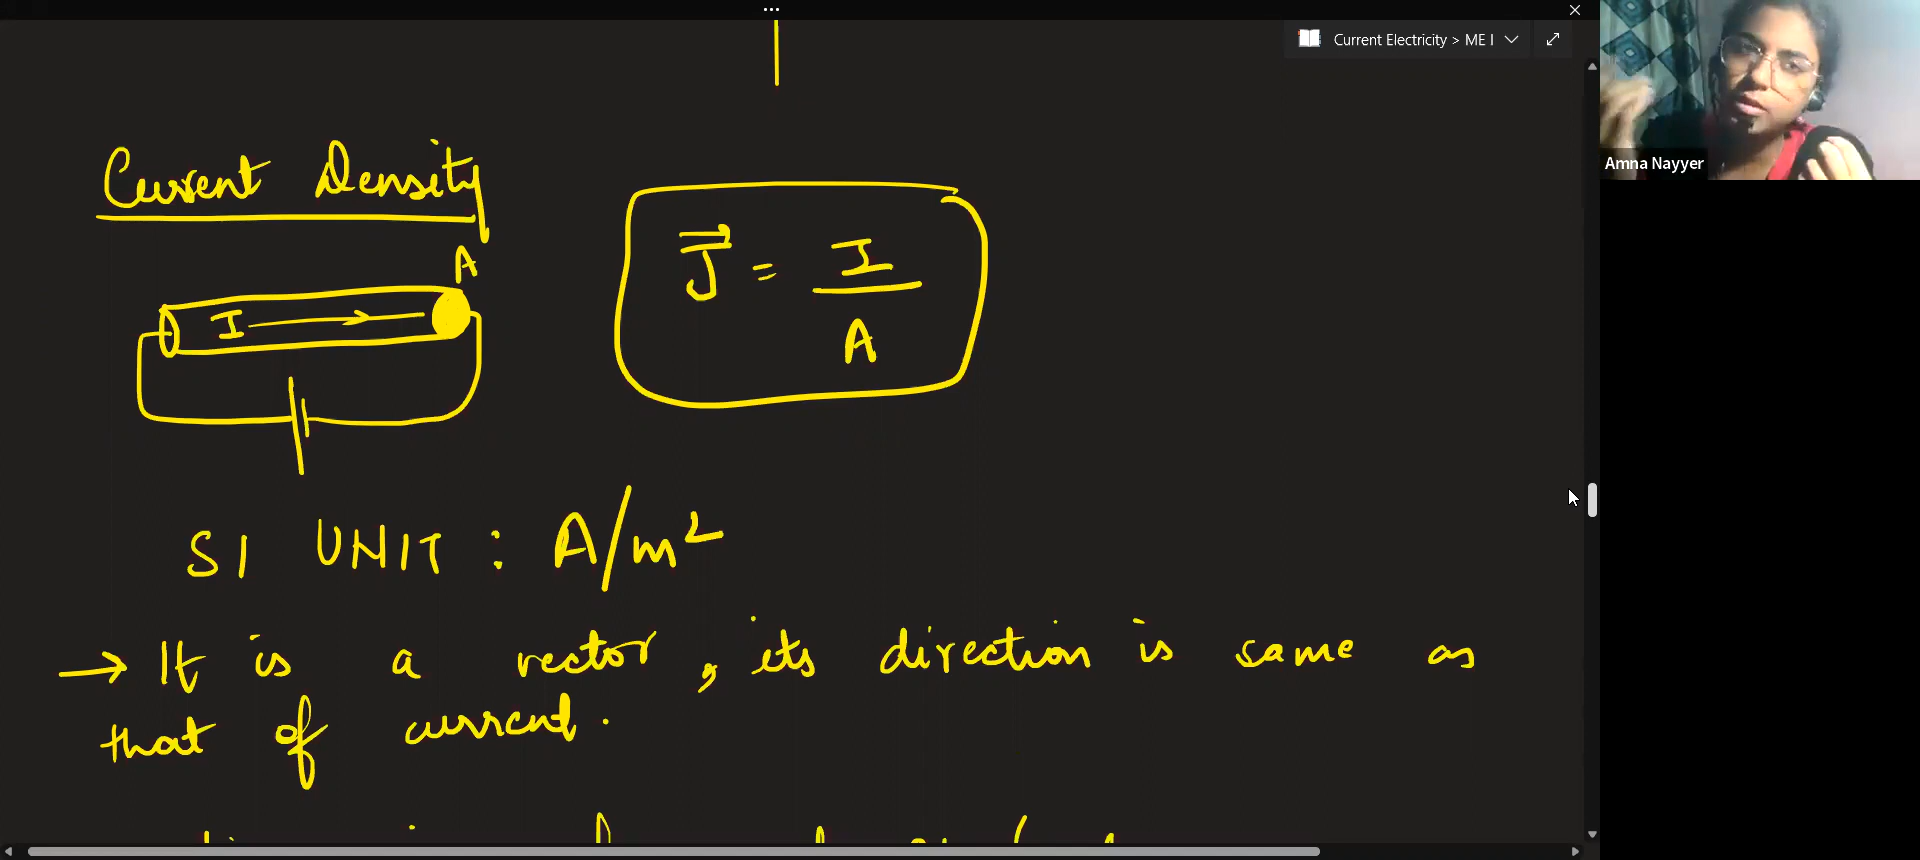 Current Electricity > ME I
Amna Nayyer
Current Density
A
I
J = I / A
SI UNIT : A/m²
→ It is a vector, its direction is same as
that of current.